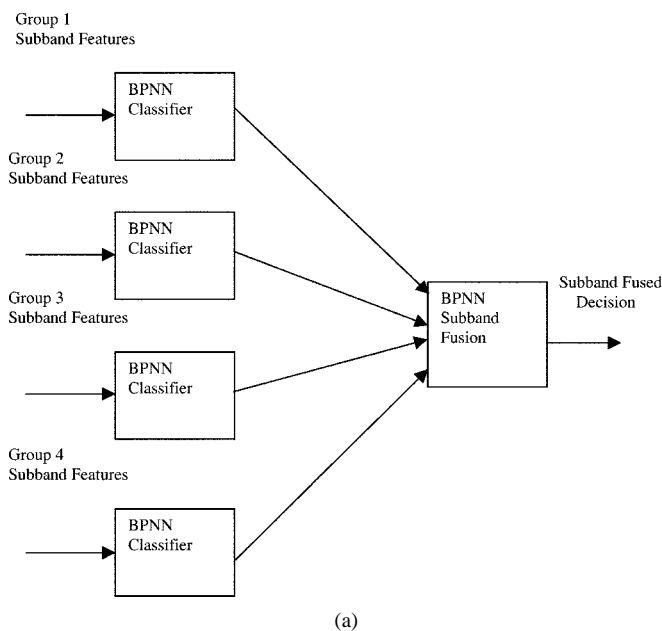 Group 1
Subband Features
BPNN
Classifier
Group 2
Subband Features
BPNN
Classifier
Group 3
Subband Features
BPNN
Classifier
Group 4
Subband Features
BPNN
Classifier
BPNN
Subband
Fusion
Subband Fused
Decision
(a)